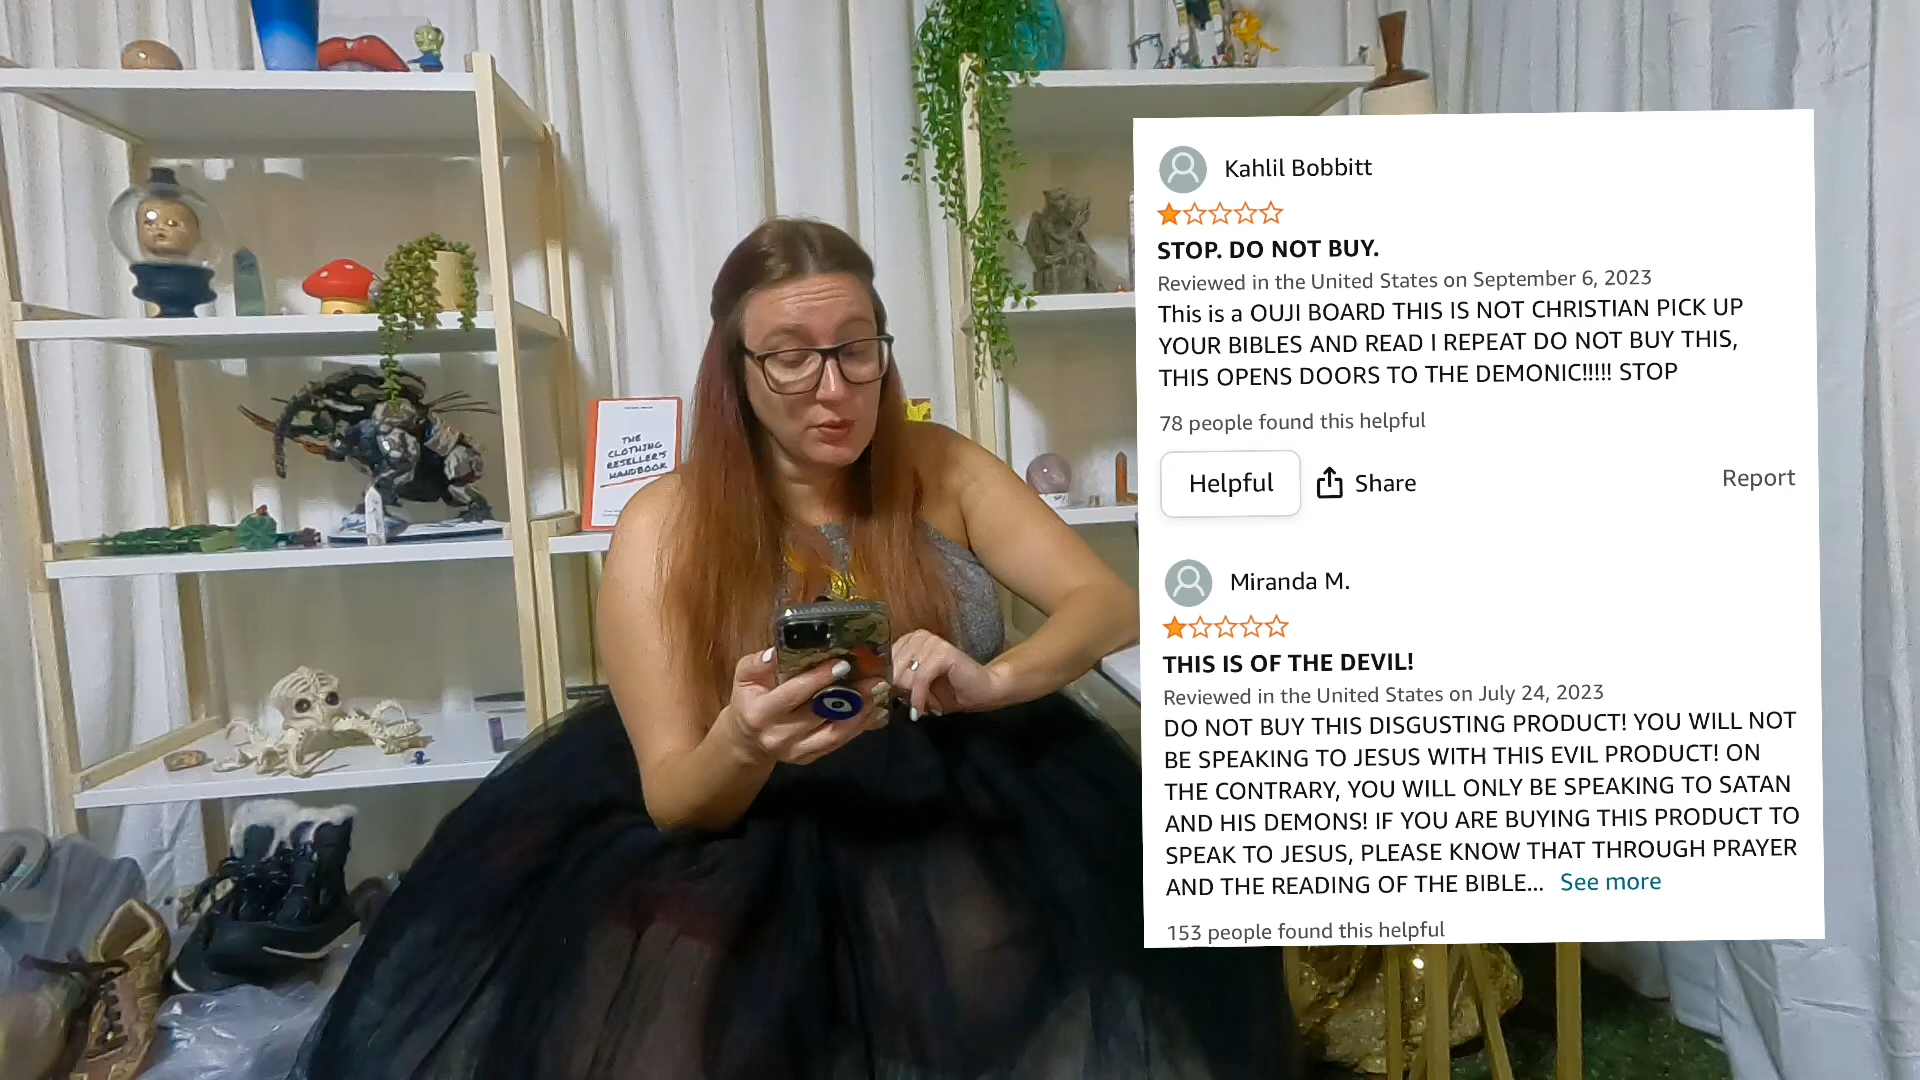 THE
CLOTHING
RESELLER'S
HANDBOOK
Kahlil Bobbitt
STOP. DO NOT BUY.
Reviewed in the United States on September 6, 2023
This is a OUJI BOARD THIS IS NOT CHRISTIAN PICK UP
YOUR BIBLES AND READ I REPEAT DO NOT BUY THIS,
THIS OPENS DOORS TO THE DEMONIC!!!!! STOP
78 people found this helpful
Helpful Share Report
Miranda M.
THIS IS OF THE DEVIL!
Reviewed in the United States on July 24, 2023
DO NOT BUY THIS DISGUSTING PRODUCT! YOU WILL NOT
BE SPEAKING TO JESUS WITH THIS EVIL PRODUCT! ON
THE CONTRARY, YOU WILL ONLY BE SPEAKING TO SATAN
AND HIS DEMONS! IF YOU ARE BUYING THIS PRODUCT TO
SPEAK TO JESUS, PLEASE KNOW THAT THROUGH PRAYER
AND THE READING OF THE BIBLE... See more
153 people found this helpful